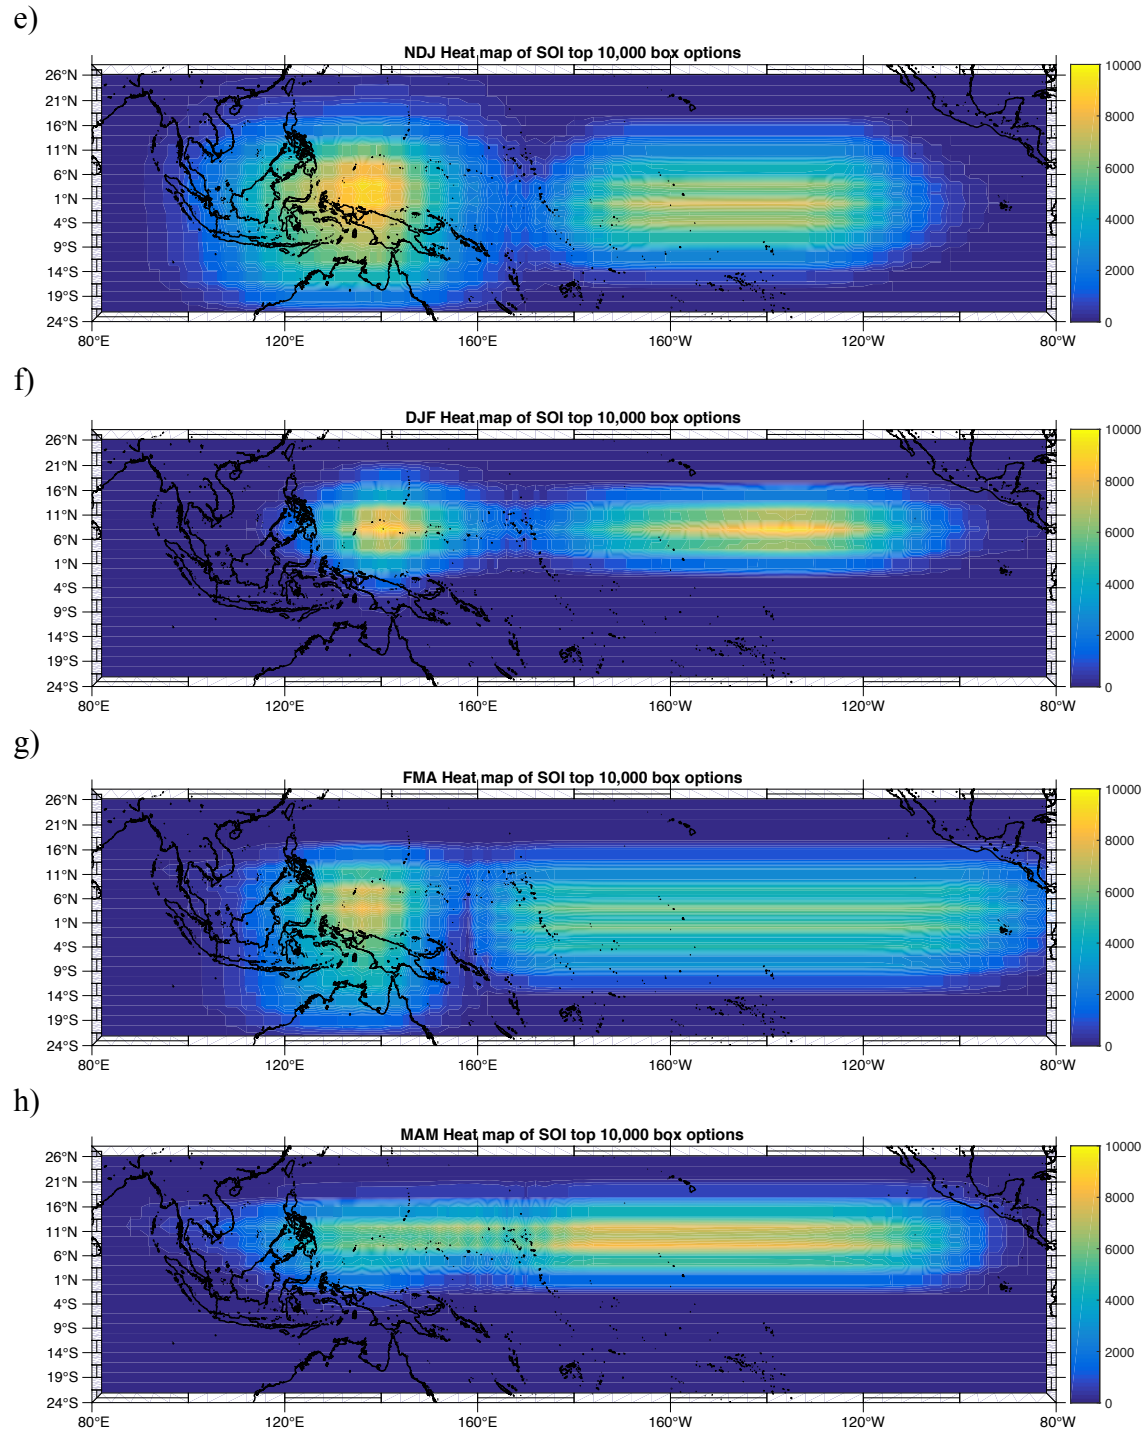 e)
NDJ Heat map of SOI top 10,000 box options
26°N
21°N
16°N
11°N
6°N
1°N
4°S
9°S
14°S
19°S
24°S
80°E
120°E
160°E
160°W
120°W
80°W
10000
8000
6000
4000
2000
0
f)
DJF Heat map of SOI top 10,000 box options
26°N
21°N
16°N
11°N
6°N
1°N
4°S
9°S
14°S
19°S
24°S
80°E
120°E
160°E
160°W
120°W
80°W
10000
8000
6000
4000
2000
0
g)
FMA Heat map of SOI top 10,000 box options
26°N
21°N
16°N
11°N
6°N
1°N
4°S
9°S
14°S
19°S
24°S
80°E
120°E
160°E
160°W
120°W
80°W
10000
8000
6000
4000
2000
0
h)
MAM Heat map of SOI top 10,000 box options
26°N
21°N
16°N
11°N
6°N
1°N
4°S
9°S
14°S
19°S
24°S
80°E
120°E
160°E
160°W
120°W
80°W
10000
8000
6000
4000
2000
0